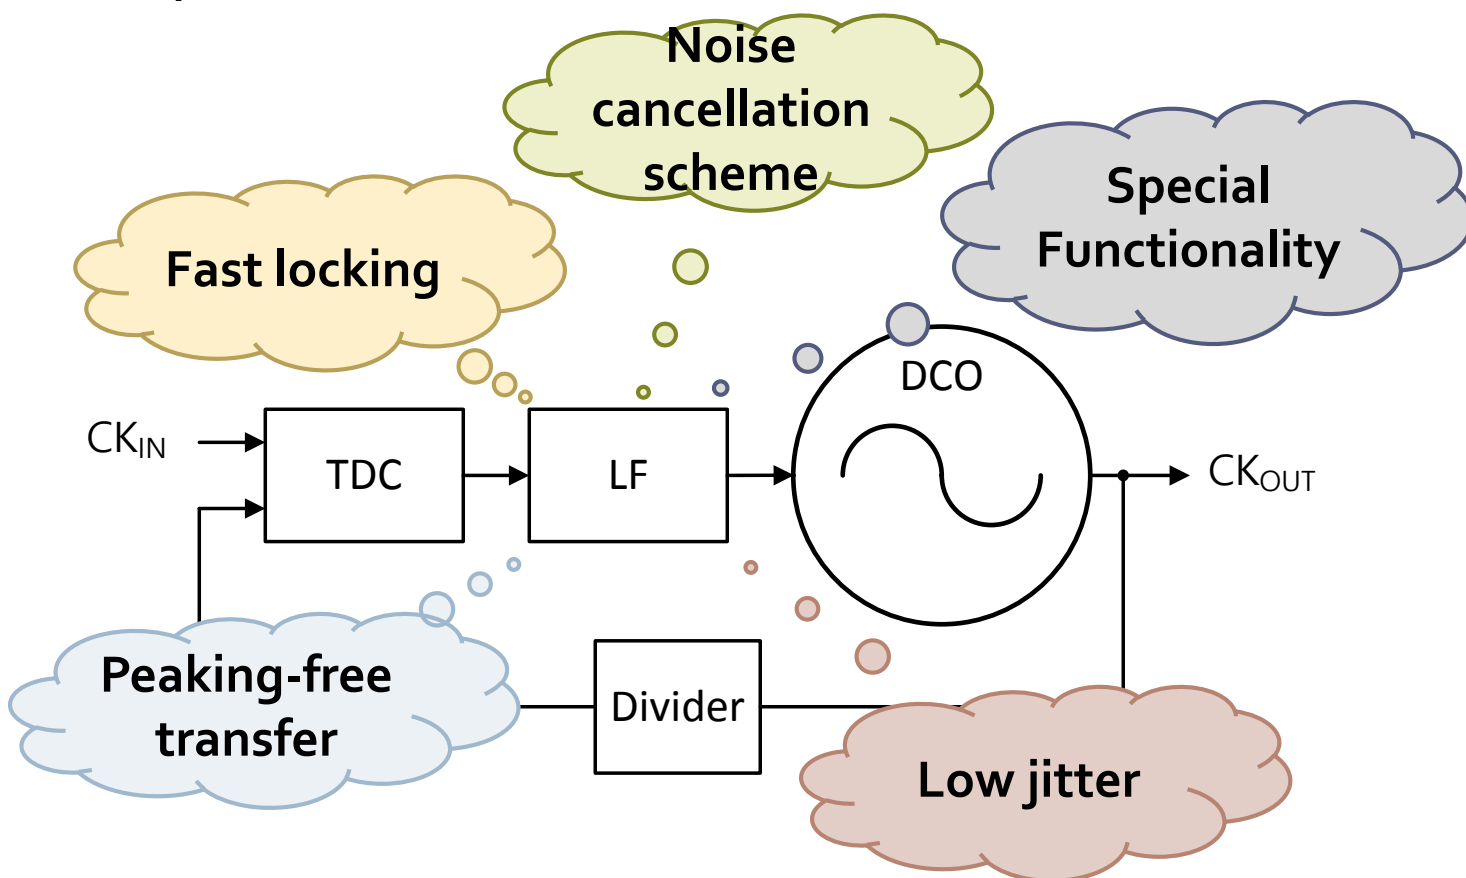 Noise
cancellation
scheme
Special
Functionality
Fast locking
DCO
CKIN
TDC
LF
CKOUT
Peaking-free
transfer
Divider
Low jitter